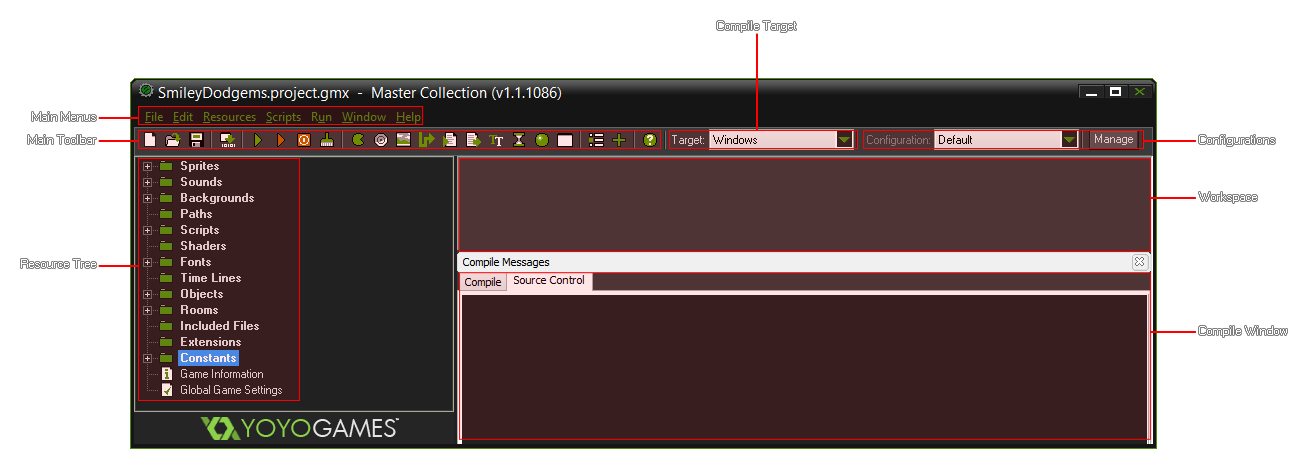 Compile Target
SmileyDodgems.project.gmx - Master Collection (v1.1.1086)
Main Menus
File Edit Resources Scripts Run Window Help
Main Toolbar
Target: Windows
Configuration: Default
Manage
Configurations
Sprites
Sounds
Backgrounds
Paths
Scripts
Shaders
Fonts
Time Lines
Objects
Rooms
Included Files
Extensions
Constants
Game Information
Global Game Settings
Resource Tree
YOYOGAMES™
Workspace
Compile Messages
Compile Source Control
Compile Window